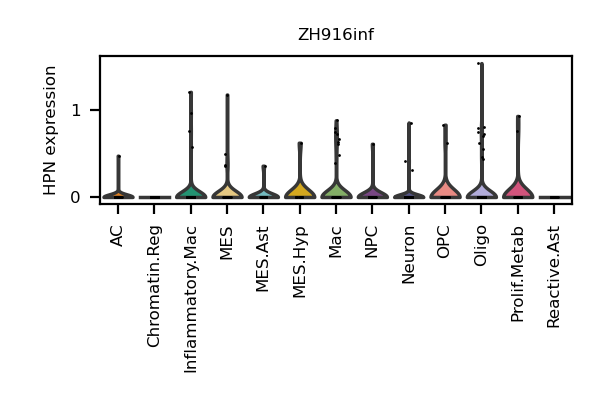 ZH916inf
HPN expression
1
0
AC
Chromatin.Reg
Inflammatory.Mac
MES
MES.Ast
MES.Hyp
Mac
NPC
Neuron
OPC
Oligo
Prolif.Metab
Reactive.Ast